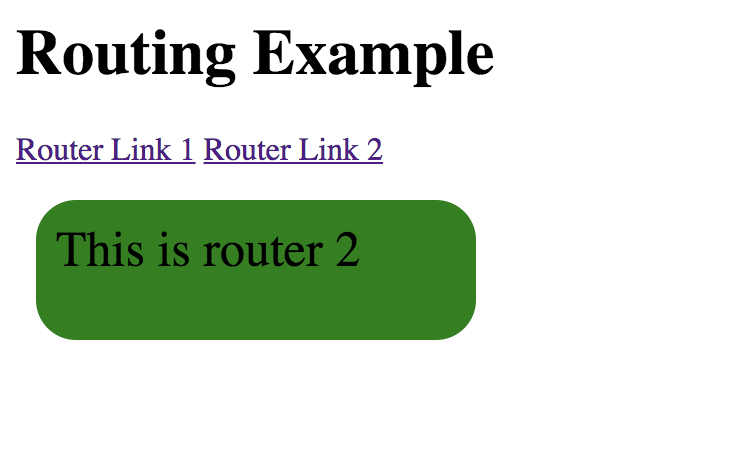 Routing Example
Router Link 1 Router Link 2
This is router 2